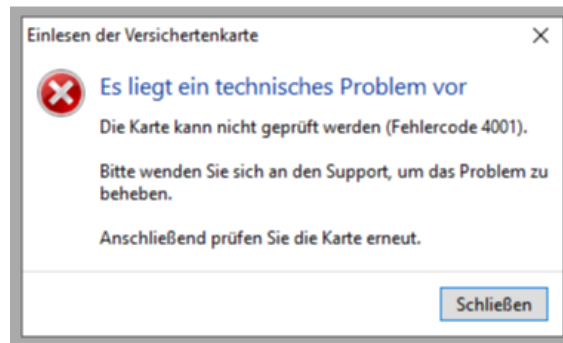 Einlesen der Versichertenkarte
Es liegt ein technisches Problem vor
Die Karte kann nicht geprüft werden (Fehlercode 4001).
Bitte wenden Sie sich an den Support, um das Problem zu
beheben.
Anschließend prüfen Sie die Karte erneut.
Schließen